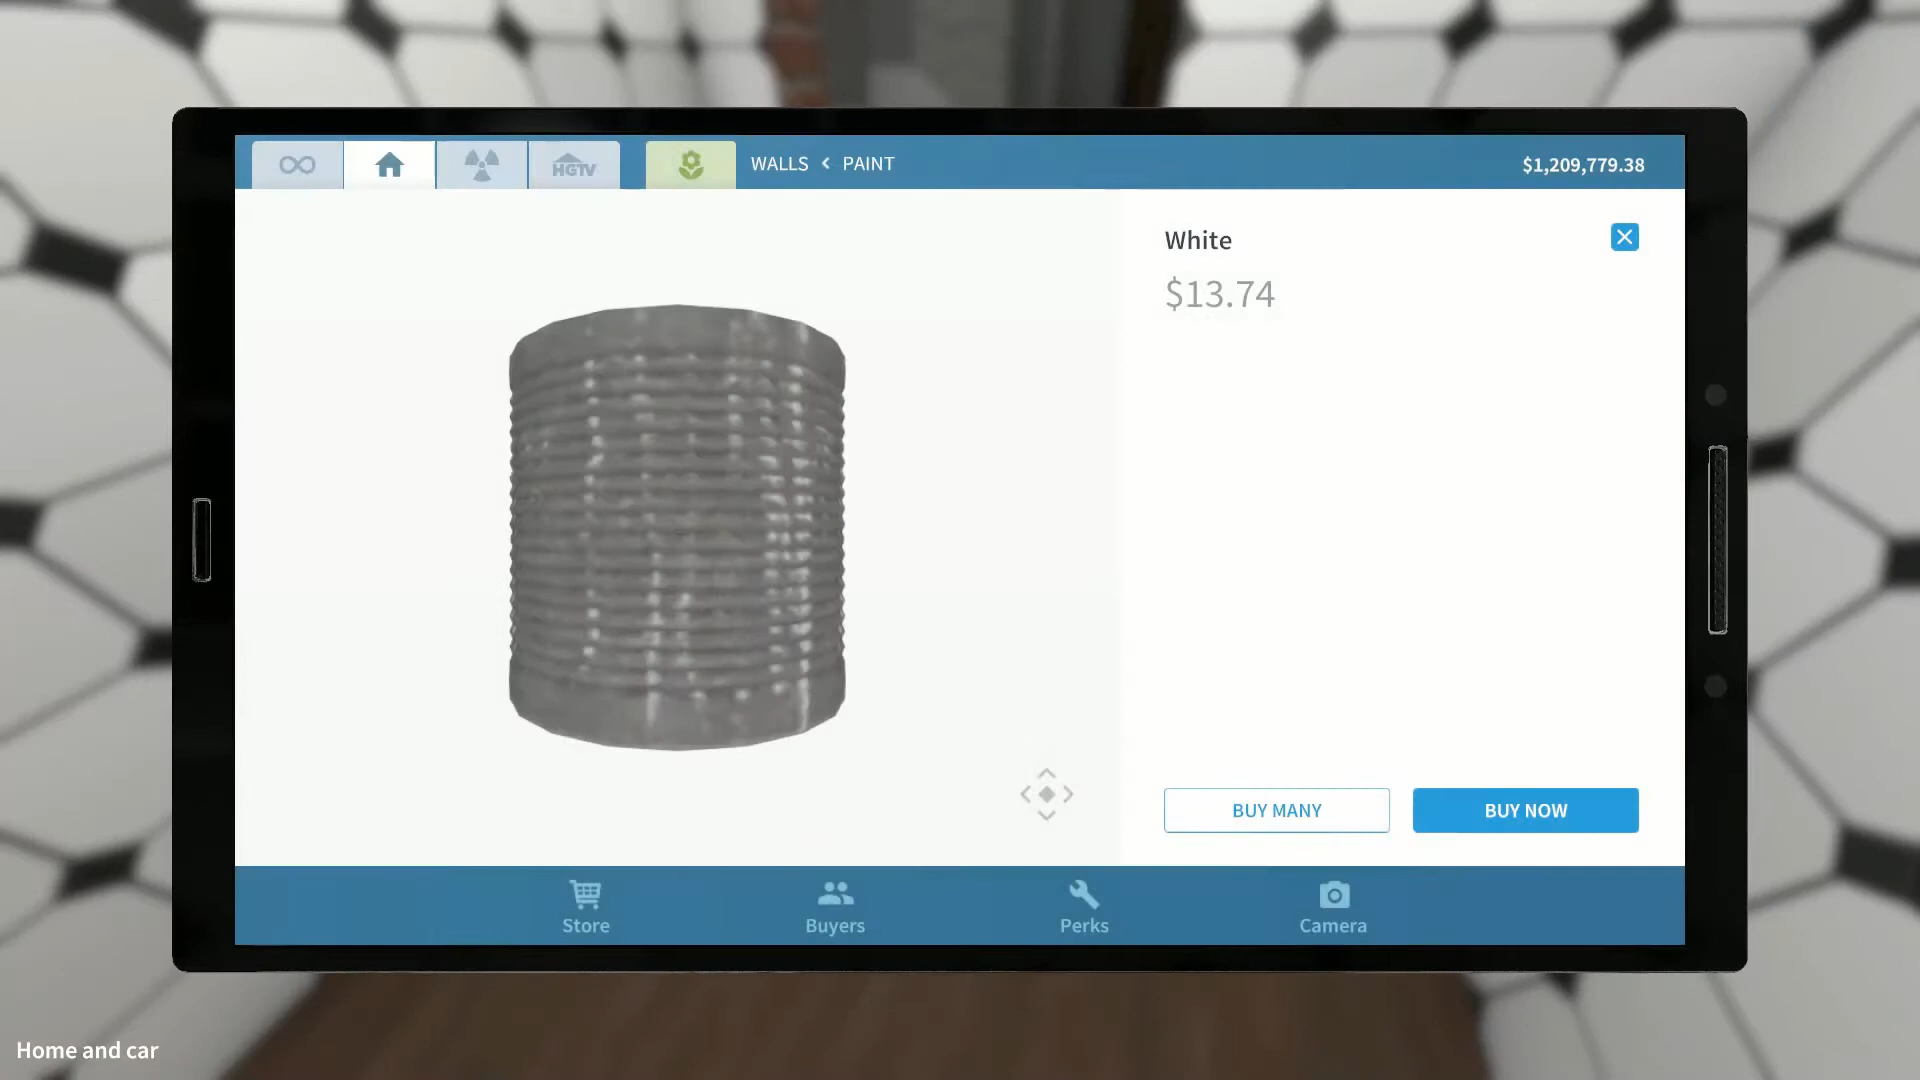 HGTV
WALLS < PAINT
$1,209,779.38
White
$13.74
BUY MANY
BUY NOW
Store
Buyers
Perks
Camera
Home and car